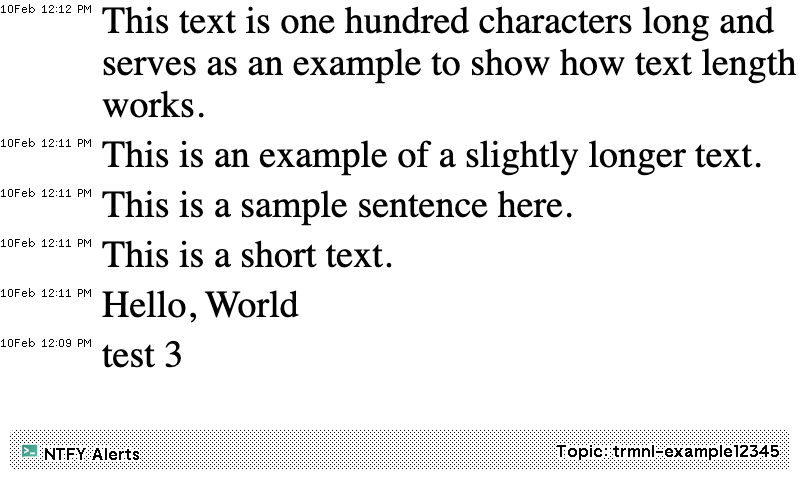 10Feb 12:12 PM This text is one hundred characters long and
serves as an example to show how text length
works.
10Feb 12:11 PM This is an example of a slightly longer text.
10Feb 12:11 PM This is a sample sentence here.
10Feb 12:11 PM This is a short text.
10Feb 12:11 PM Hello, World
10Feb 12:09 PM test 3
NTFY Alerts Topic: trmnl-example12345